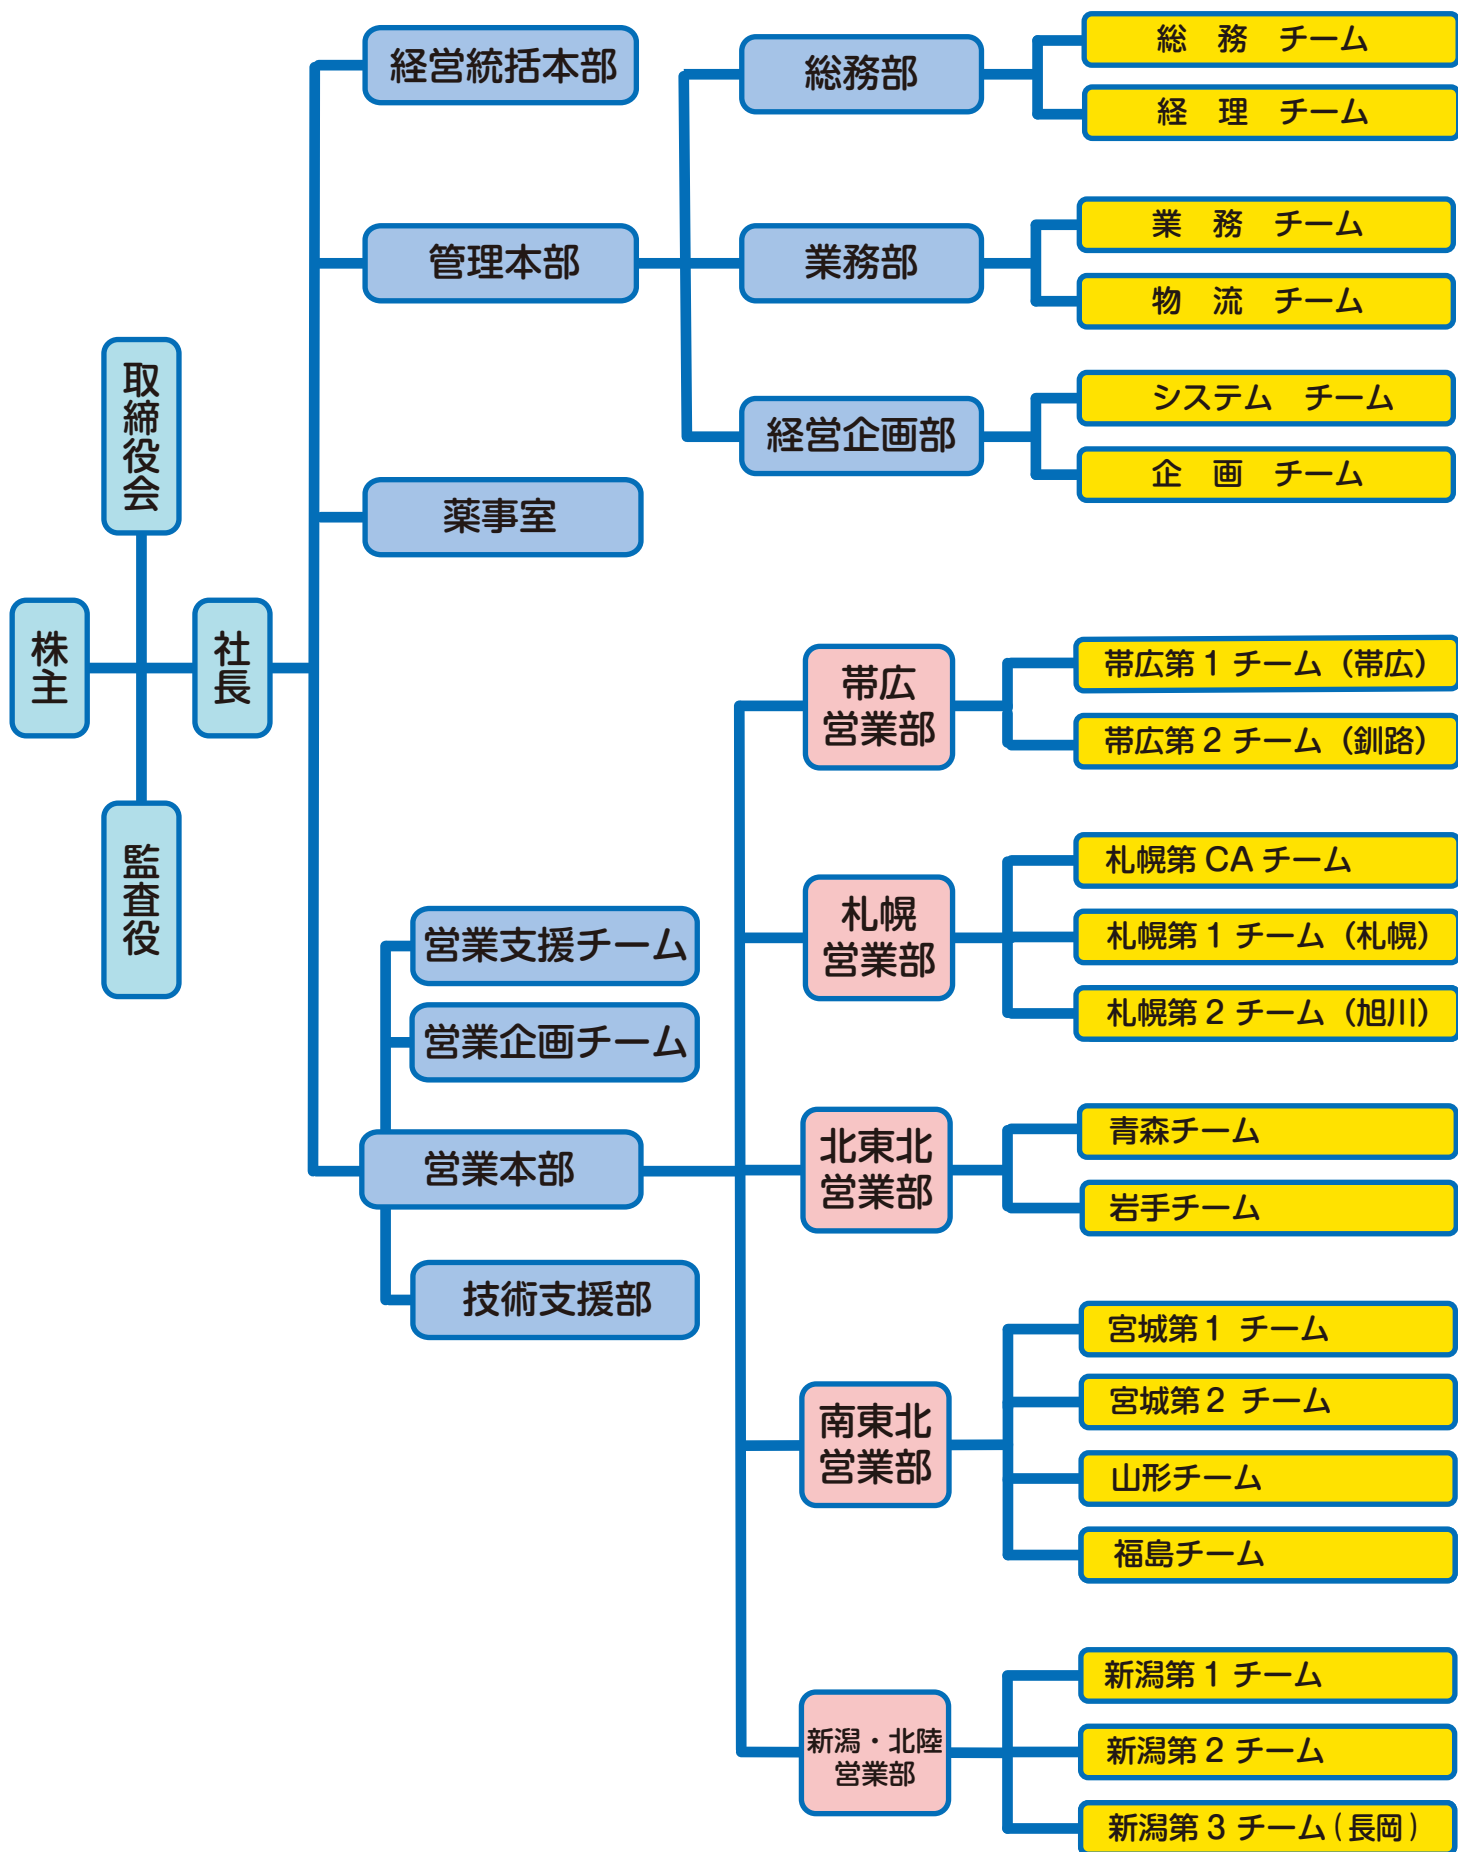 取締役会
株主
社長
監査役
経営統括本部
管理本部
総務部
総　務　チーム
経　理　チーム
業務部
業　務　チーム
物　流　チーム
経営企画部
システム　チーム
企　画　チーム
薬事室
営業支援チーム
営業企画チーム
営業本部
技術支援部
帯広
営業部
帯広第 1 チーム（帯広）
帯広第 2 チーム（釧路）
札幌
営業部
札幌第 CA チーム
札幌第 1 チーム（札幌）
札幌第 2 チーム（旭川）
北東北
営業部
青森チーム
岩手チーム
南東北
営業部
宮城第 1 チーム
宮城第 2 チーム
山形チーム
福島チーム
新潟・北陸
営業部
新潟第 1 チーム
新潟第 2 チーム
新潟第 3 チーム（長岡）